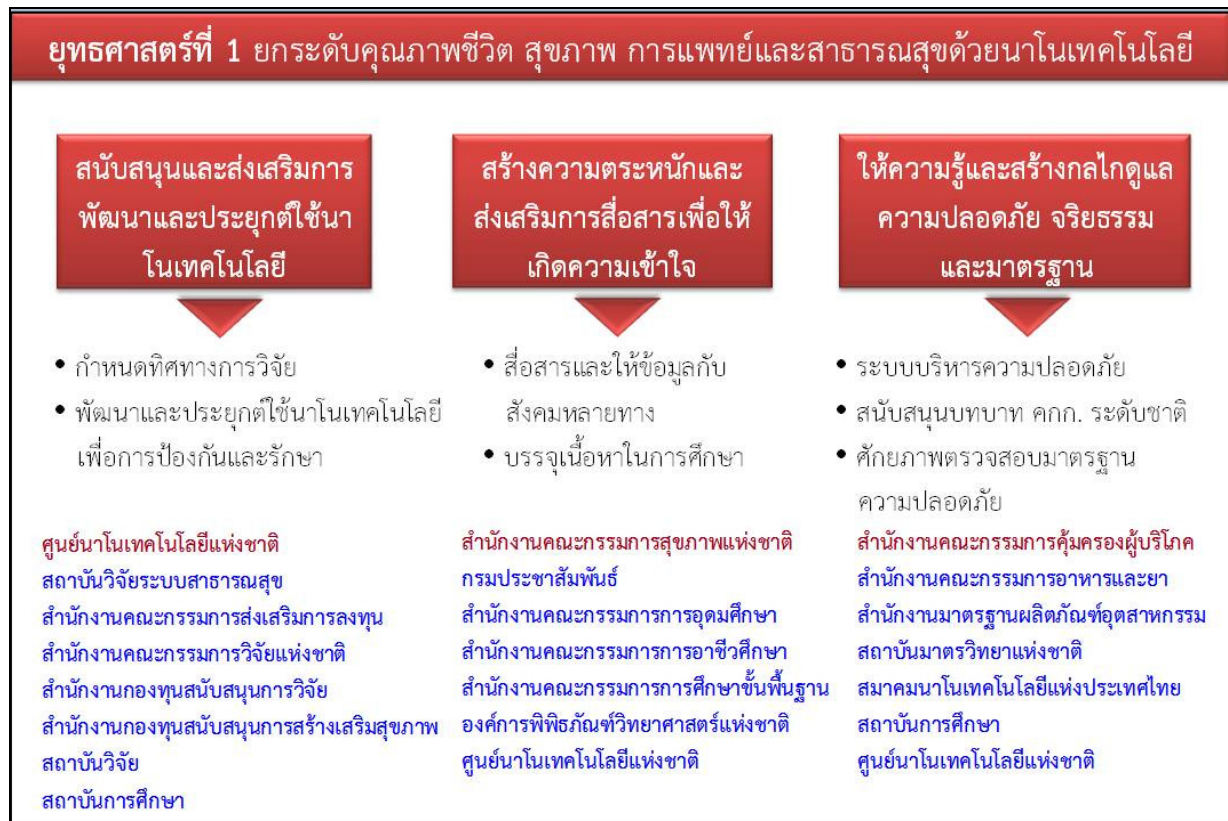 ยุทธศาสตร์ที่ 1 ยกระดับคุณภาพชีวิต สุขภาพ การแพทย์และสาธารณสุขด้วยนาโนเทคโนโลยี
สนับสนุนและส่งเสริมการ
พัฒนาและประยุกต์ใช้นา
โนเทคโนโลยี
• กำหนดทิศทางการวิจัย
• พัฒนาและประยุกต์ใช้นาโนเทคโนโลยี
เพื่อการป้องกันและรักษา
ศูนย์นาโนเทคโนโลยีแห่งชาติ
สถาบันวิจัยระบบสาธารณสุข
สำนักงานคณะกรรมการส่งเสริมการลงทุน
สำนักงานคณะกรรมการวิจัยแห่งชาติ
สำนักงานกองทุนสนับสนุนการวิจัย
สำนักงานกองทุนสนับสนุนการสร้างเสริมสุขภาพ
สถาบันวิจัย
สถาบันการศึกษา
สร้างความตระหนักและ
ส่งเสริมการสื่อสารเพื่อให้
เกิดความเข้าใจ
• สื่อสารและให้ข้อมูลกับ
สังคมหลายทาง
• บรรจุเนื้อหาในการศึกษา
สำนักงานคณะกรรมการสุขภาพแห่งชาติ
กรมประชาสัมพันธ์
สำนักงานคณะกรรมการการอุดมศึกษา
สำนักงานคณะกรรมการการอาชีวศึกษา
สำนักงานคณะกรรมการการศึกษาขั้นพื้นฐาน
องค์การพิพิธภัณฑ์วิทยาศาสตร์แห่งชาติ
ศูนย์นาโนเทคโนโลยีแห่งชาติ
ให้ความรู้และสร้างกลไกดูแล
ความปลอดภัย จริยธรรม
และมาตรฐาน
• ระบบบริหารความปลอดภัย
• สนับสนุนบทบาท คกก. ระดับชาติ
• ศักยภาพตรวจสอบมาตรฐาน
ความปลอดภัย
สำนักงานคณะกรรมการคุ้มครองผู้บริโภค
สำนักงานคณะกรรมการอาหารและยา
สำนักงานมาตรฐานผลิตภัณฑ์อุตสาหกรรม
สถาบันมาตรวิทยาแห่งชาติ
สมาคมนาโนเทคโนโลยีแห่งประเทศไทย
สถาบันการศึกษา
ศูนย์นาโนเทคโนโลยีแห่งชาติ